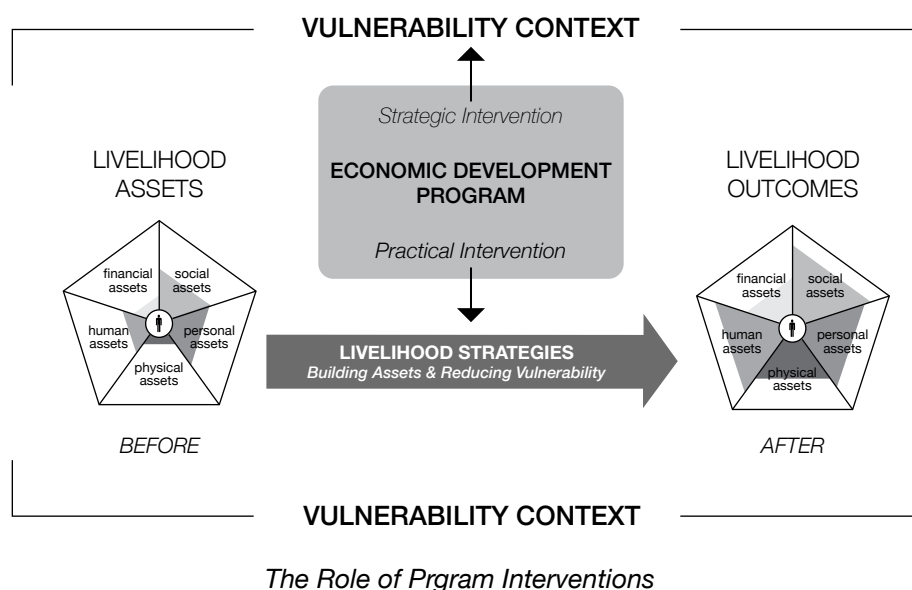 VULNERABILITY CONTEXT
Strategic Intervention
ECONOMIC DEVELOPMENT
PROGRAM
Practical Intervention
LIVELIHOOD
ASSETS
financial
assets
social
assets
human
assets
personal
assets
physical
assets
BEFORE
LIVELIHOOD STRATEGIES
Building Assets & Reducing Vulnerability
LIVELIHOOD
OUTCOMES
financial
assets
social
assets
human
assets
personal
assets
physical
assets
AFTER
VULNERABILITY CONTEXT
The Role of Prgram Interventions